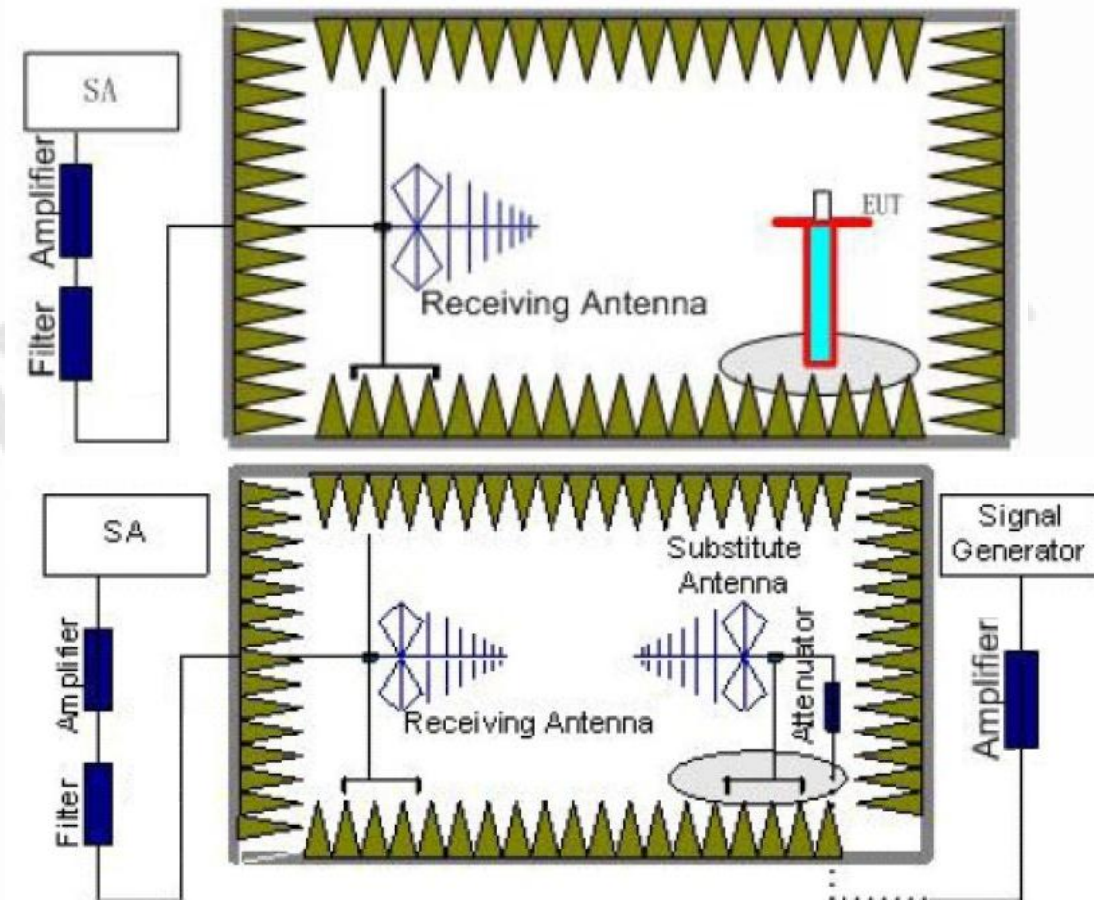 SA
Amplifier
Filter
Receiving Antenna
EUT
SA
Amplifier
Filter
Receiving Antenna
Substitute
Antenna
Attenuator
Signal
Generator
Amplifier